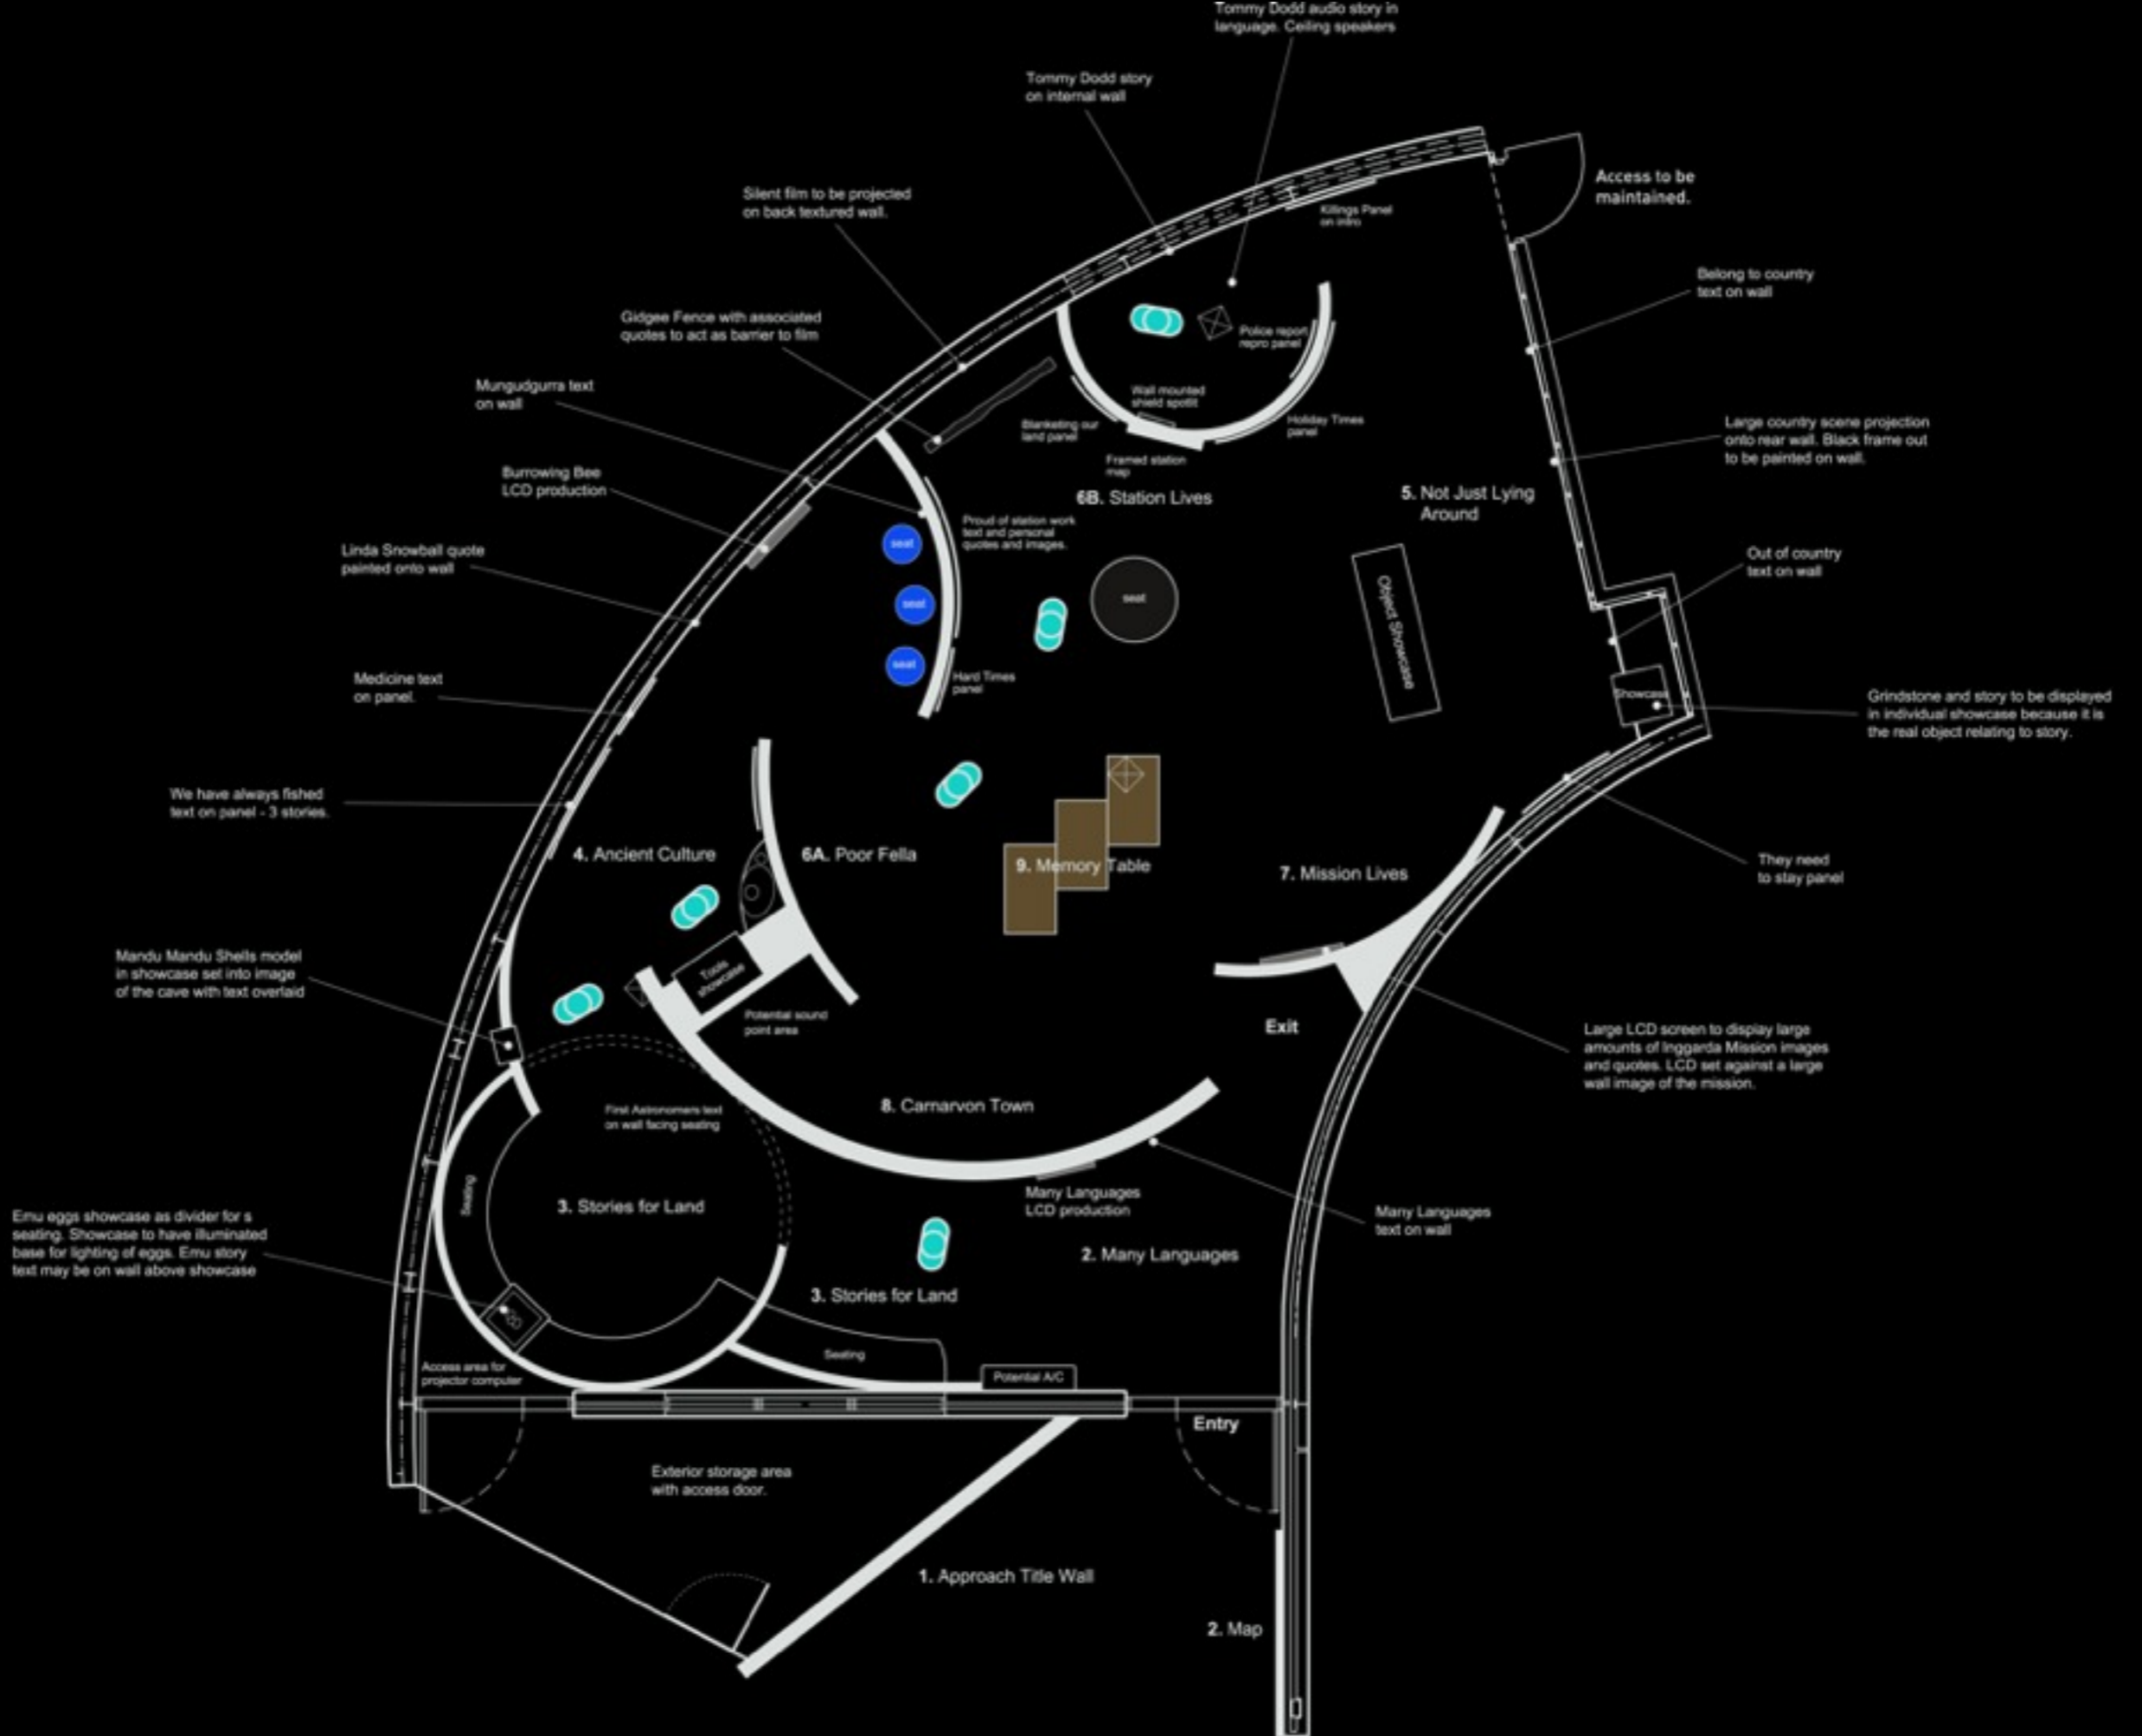 Tommy Dodd audio story in
language. Ceiling speakers
Tommy Dodd story
on internal wall
Access to be
maintained.
Silent film to be projected
on back textured wall.
Killings Panel
on intro
Belong to country
text on wall
Gidgee Fence with associated
quotes to act as barrier to film
Police report
repro panel
Mungudgurra text
on wall
Wall mounted
shield spotlit
Blanketing our
land panel
Holiday Times
panel
Large country scene projection
onto rear wall. Black frame out
to be painted on wall.
Framed station
map
Burrowing Bee
LCD production
6B. Station Lives
5. Not Just Lying
Around
Proud of station work
text and personal
quotes and images.
seat
seat
seat
seat
Linda Snowball quote
painted onto wall
Out of country
text on wall
Object Showcase
Hard Times
panel
Medicine text
on panel.
Showcase
Grindstone and story to be displayed
in individual showcase because it is
the real object relating to story.
We have always fished
text on panel - 3 stories.
4. Ancient Culture
6A. Poor Fella
9. Memory Table
7. Mission Lives
They need
to stay panel
Mandu Mandu Shells model
in showcase set into image
of the cave with text overlaid
Tools
showcase
Potential sound
point area
Exit
Large LCD screen to display large
amounts of Inggarda Mission images
and quotes. LCD set against a large
wall image of the mission.
First Astronomers text
on wall facing seating
8. Carnarvon Town
Seating
3. Stories for Land
Many Languages
LCD production
Many Languages
text on wall
Emu eggs showcase as divider for s
seating. Showcase to have illuminated
base for lighting of eggs. Emu story
text may be on wall above showcase
2. Many Languages
3. Stories for Land
Seating
Access area for
projector computer
Potential A/C
Entry
Exterior storage area
with access door.
1. Approach Title Wall
2. Map